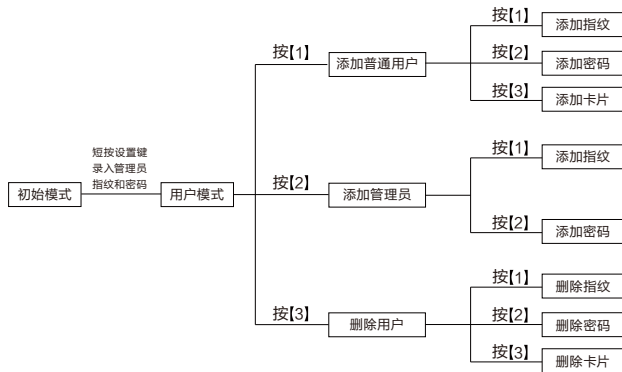 按【1】
添加指纹
按【1】
添加普通用户
按【2】
添加密码
按【3】
添加卡片
短按设置键
录入管理员
指纹和密码
初始模式
用户模式
按【2】
添加管理员
按【1】
添加指纹
按【2】
添加密码
按【3】
删除用户
按【1】
删除指纹
按【2】
删除密码
按【3】
删除卡片